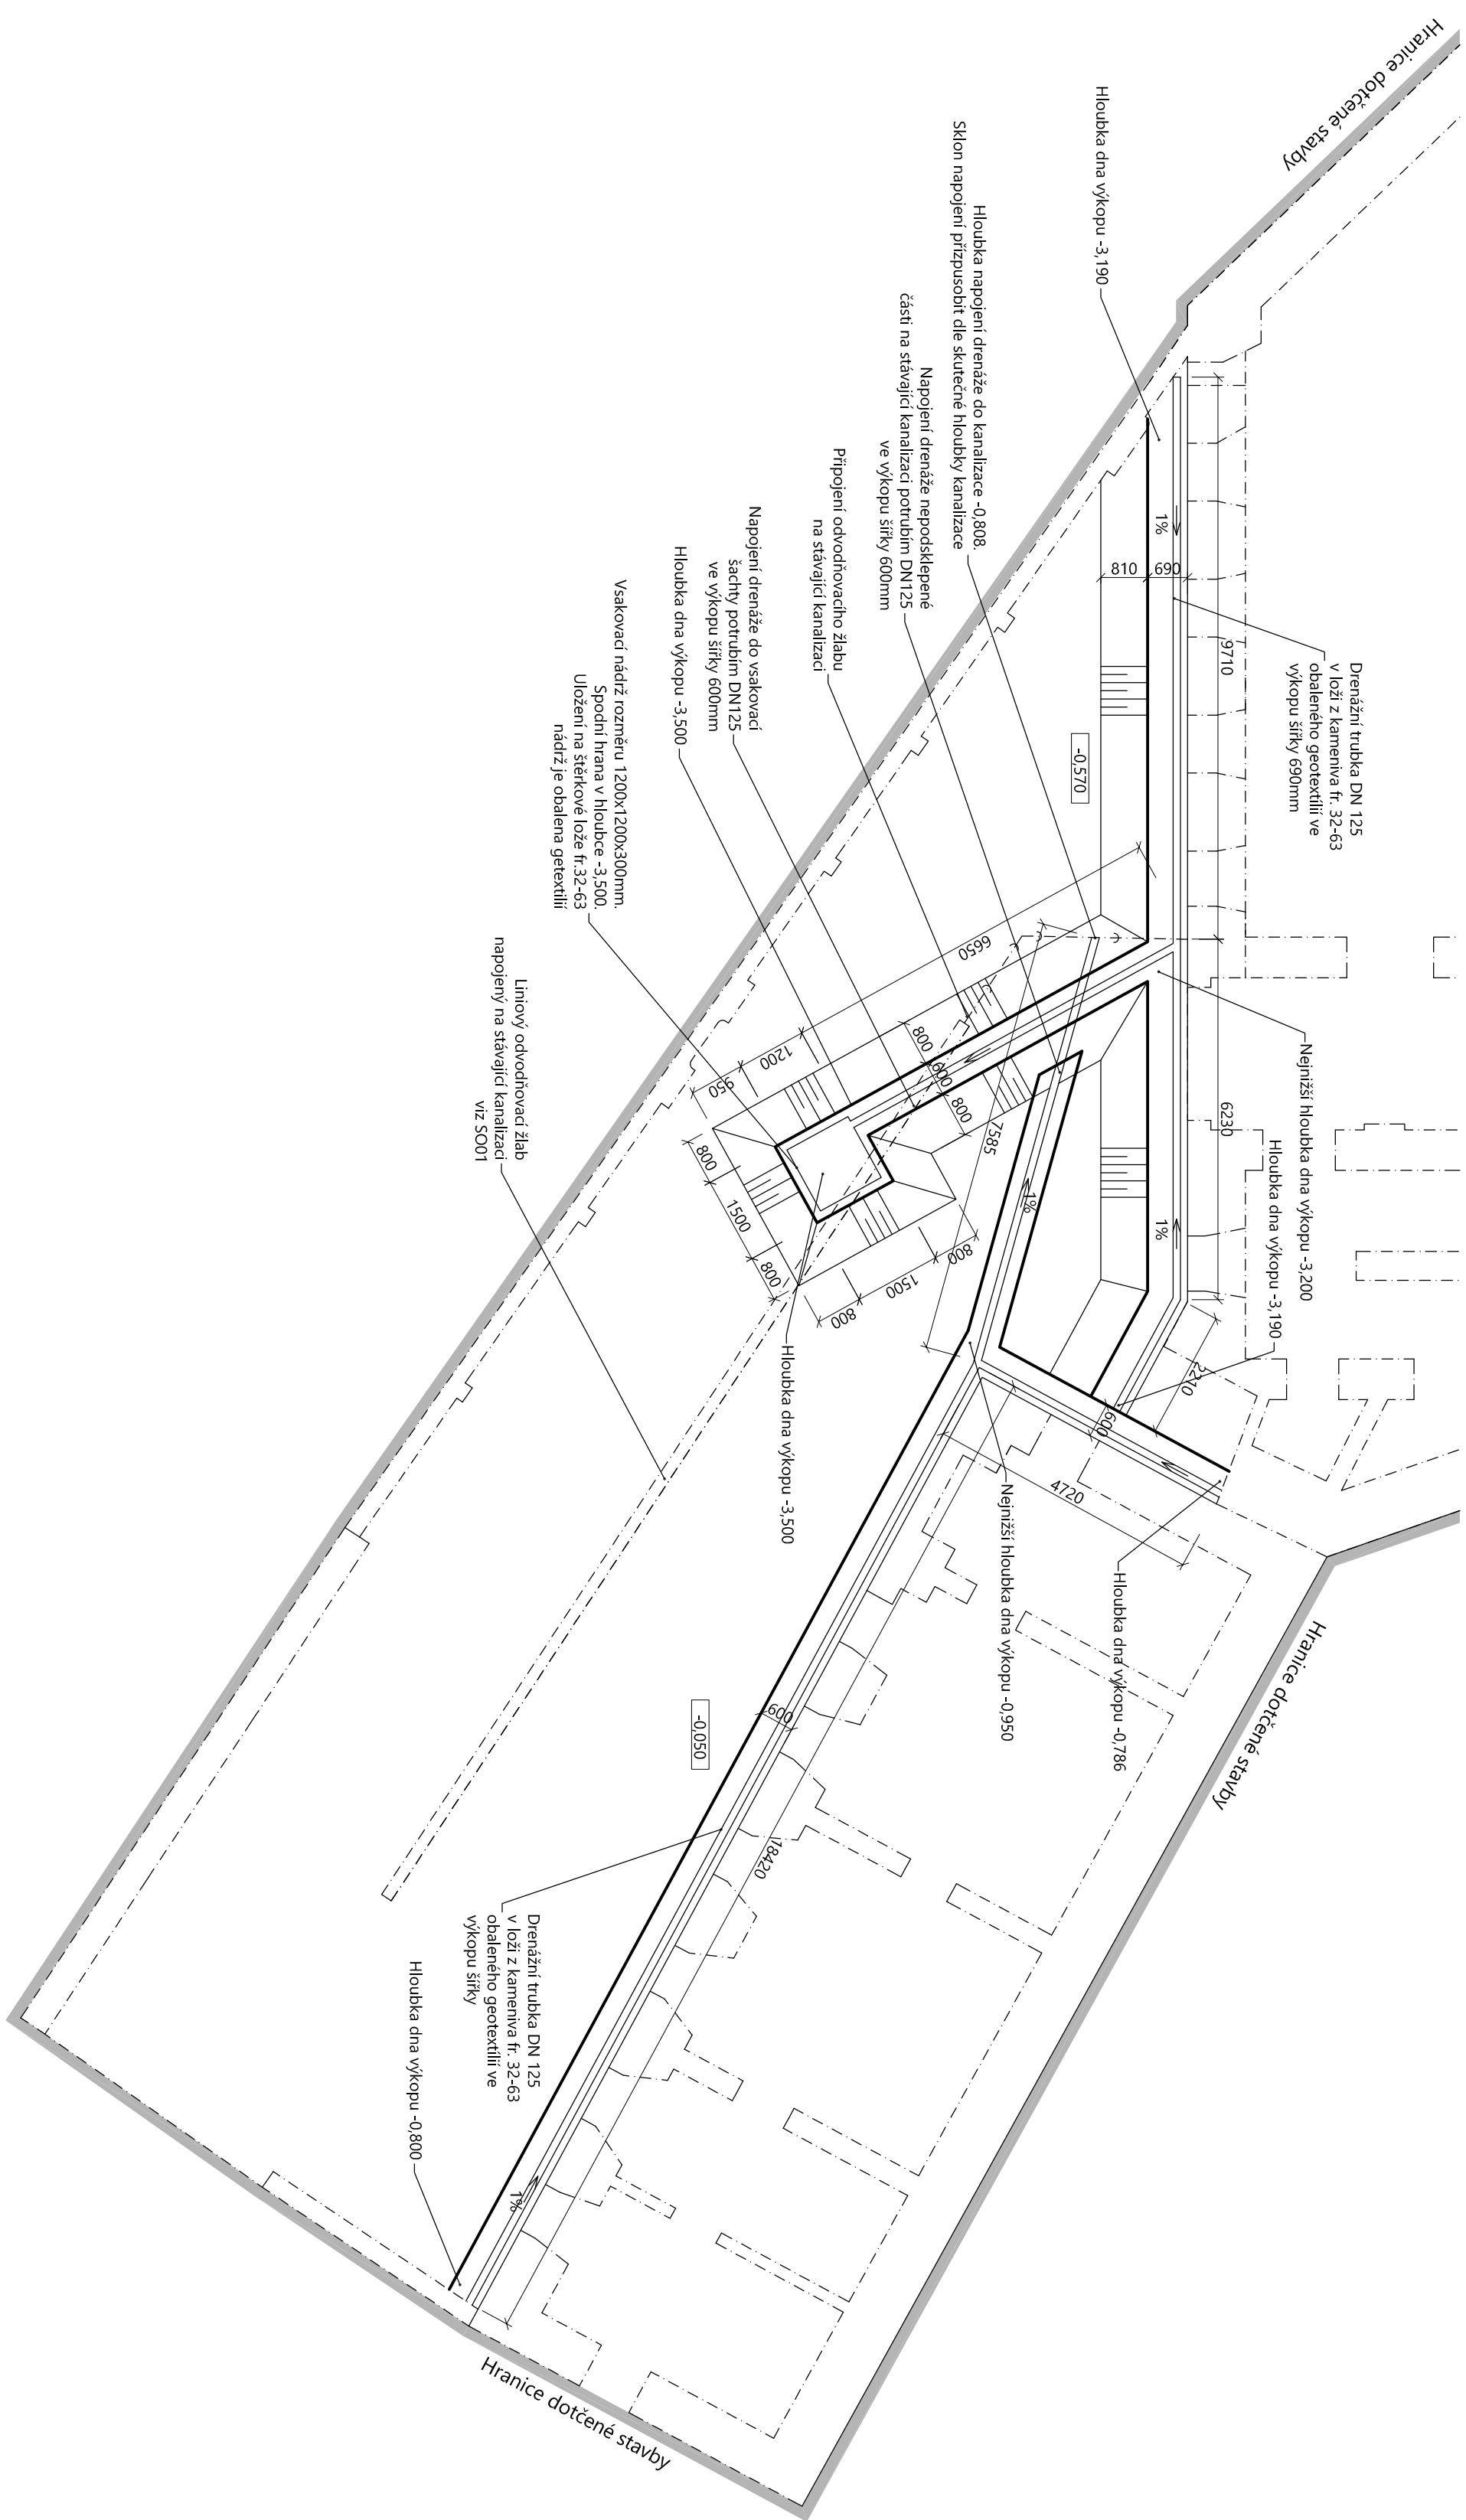 Hranice dotčené stavby
Hloubka dna výkopu -3,190
Hloubka napojení drenáže do kanalizace -0,808.
Sklon napojení přízpusobit dle skutečné hloubky kanalizace
Napojení drenáže nepodsklepené
části na stávající kanalizaci potrubím DN125
ve výkopu šířky 600mm
Připojení odvodňovacího žlabu
na stávající kanalizaci
Napojení drenáže do vsakovací
šachty potrubím DN125
ve výkopu šířky 600mm
Hloubka dna výkopu -3,500
Vsakovací nádrž rozměru 1200x1200x300mm.
Spodní hrana v hloubce -3,500.
Uložení na štěrkové lože fr.32-63
nádrž je obalena getextilií
Liniový odvodňovací žlab
napojený na stávající kanalizaci
viz SO01
Drenážní trubka DN 125
v loži z kameniva fr. 32-63
obaleného geotextílií ve
výkopu šířky 690mm
1%
810
690
9710
-0,570
6650
1200
950
800
600
800
7585
800
1500
800
800
1500
800
1%
1%
6230
Nejnižší hloubka dna výkopu -3,200
Hloubka dna výkopu -3,190
2210
600
4720
Hloubka dna výkopu -3,500
Nejnižší hloubka dna výkopu -0,950
Hloubka dna výkopu -0,786
Hranice dotčené stavby
600
-0,050
18420
Drenážní trubka DN 125
v loži z kameniva fr. 32-63
obaleného geotextílií ve
výkopu šířky
Hloubka dna výkopu -0,800
1%
Hranice dotčené stavby